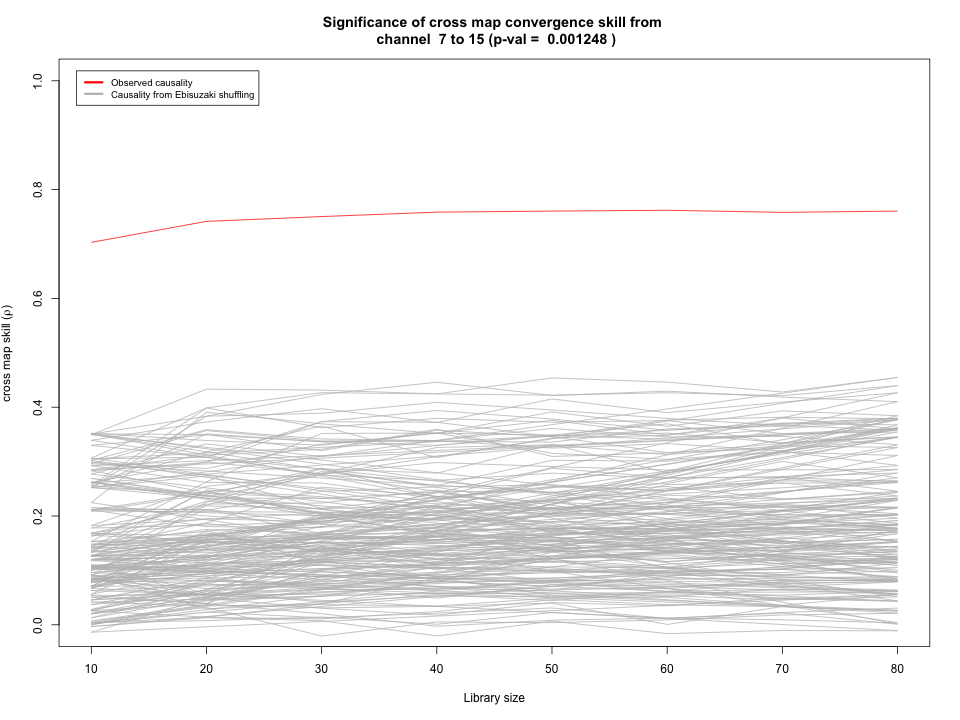 Significance of cross map convergence skill from
channel  7 to 15 (p-val =  0.001248 )
Observed causality
Causality from Ebisuzaki shuffling
cross map skill (ρ)
1.0
0.8
0.6
0.4
0.2
0.0
10 20 30 40 50 60 70 80
Library size